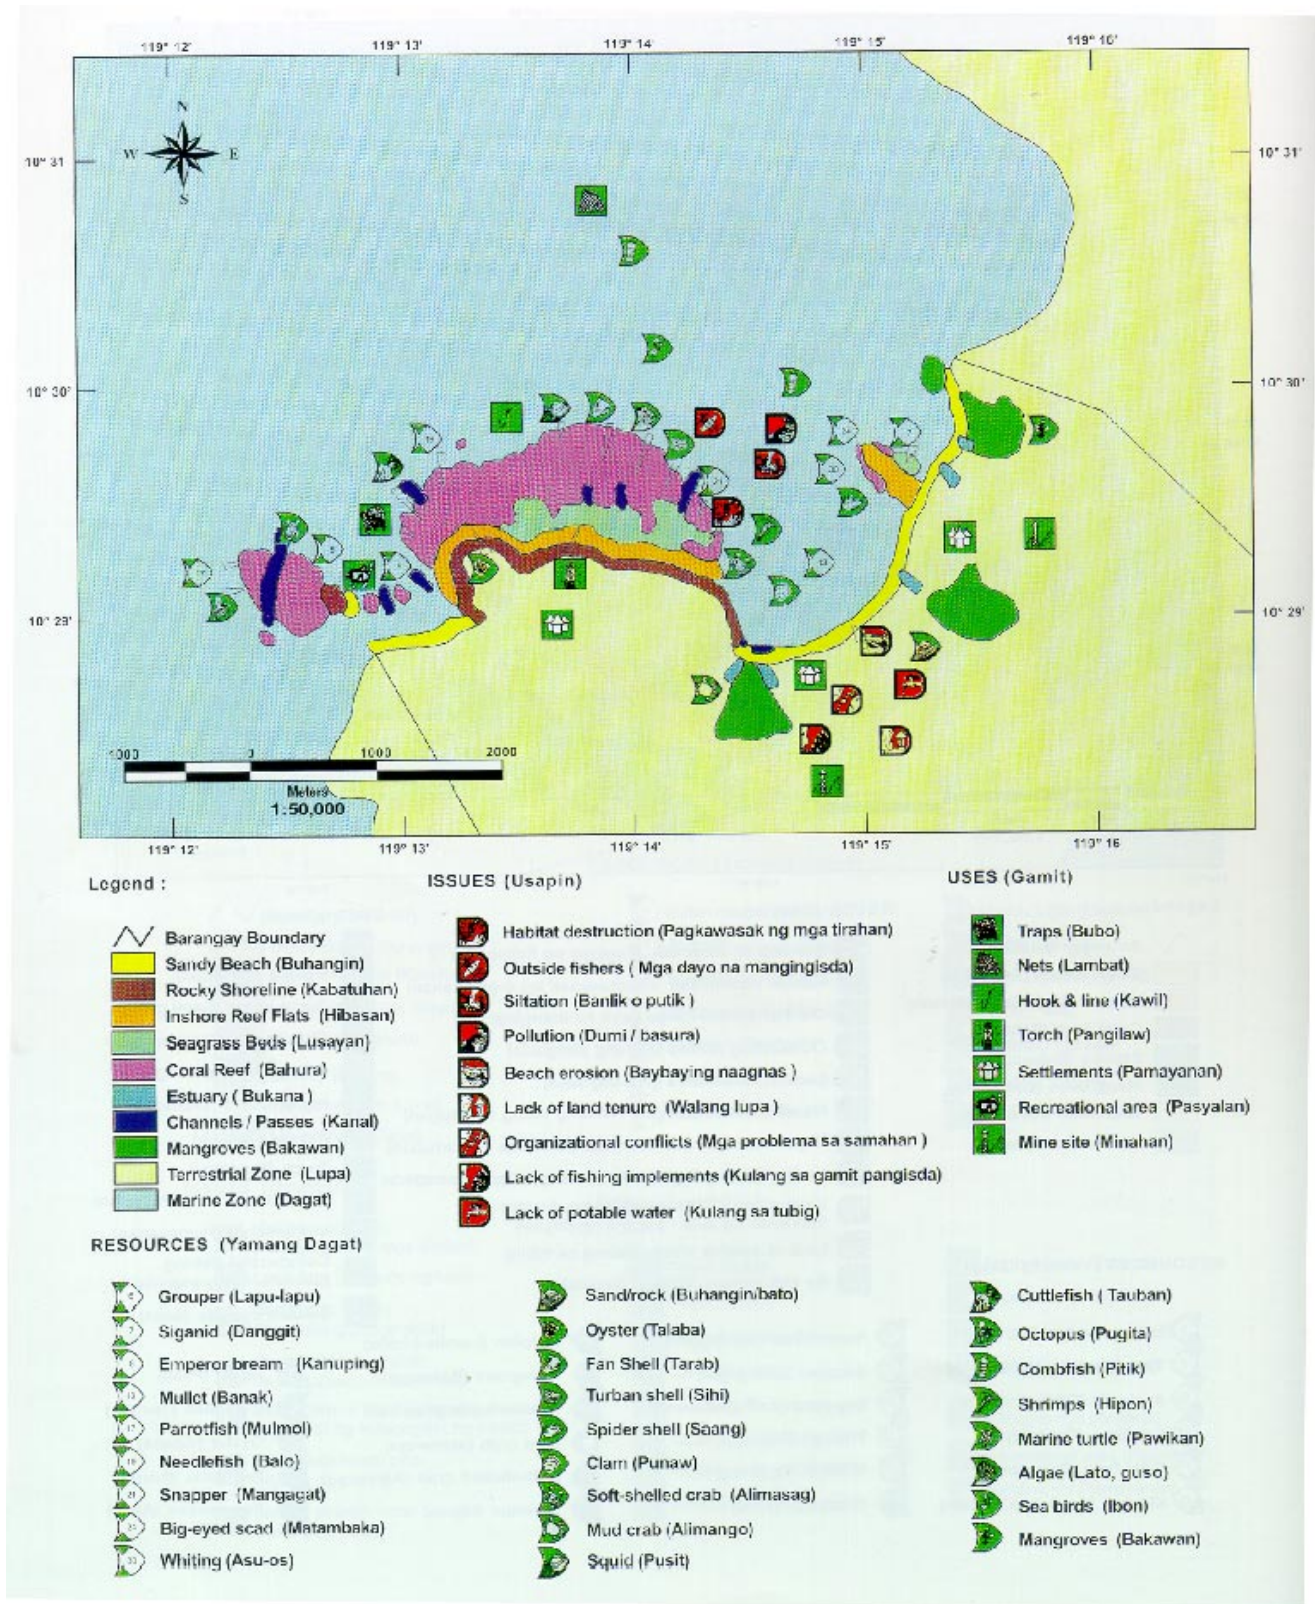 119° 12' 119° 13' 119° 14' 119° 15' 119° 16'
N
W E
S
10° 31 10° 31'
10° 30' 10° 30'
10° 29' 10° 29'
1000 0 1000 2000
Meters
1:50,000
119° 12' 119° 13' 119° 14' 119° 15' 119° 16
Legend :
Barangay Boundary
Sandy Beach (Buhangin)
Rocky Shoreline (Kabatuhan)
Inshore Reef Flats (Hibasan)
Seagrass Beds (Lusayan)
Coral Reef (Bahura)
Estuary ( Bukana )
Channels / Passes (Kanal)
Mangroves (Bakawan)
Terrestrial Zone (Lupa)
Marine Zone (Dagat)
ISSUES (Usapin)
Habitat destruction (Pagkawasak ng mga tirahan)
Outside fishers ( Mga dayo na mangingisda)
Siltation (Banlik o putik )
Pollution (Dumi / basura)
Beach erosion (Baybaying naagnas )
Lack of land tenure (Walang lupa )
Organizational conflicts (Mga problema sa samahan )
Lack of fishing implements (Kulang sa gamit pangisda)
Lack of potable water (Kulang sa tubig)
USES (Gamit)
Traps (Bubo)
Nets (Lambat)
Hook & line (Kawil)
Torch (Pangilaw)
Settlements (Pamayanan)
Recreational area (Pasyalan)
Mine site (Minahan)
RESOURCES (Yamang Dagat)
Grouper (Lapu-lapu)
Siganid (Danggit)
Emperor bream (Kanuping)
Mullet (Banak)
Parrotfish (Mulmol)
Needlefish (Balo)
Snapper (Mangagat)
Big-eyed scad (Matambaka)
Whiting (Asu-os)
Sand/rock (Buhangin/bato)
Oyster (Talaba)
Fan Shell (Tarab)
Turban shell (Sihi)
Spider shell (Saang)
Clam (Punaw)
Soft-shelled crab (Alimasag)
Mud crab (Alimango)
Squid (Pusit)
Cuttlefish ( Tauban)
Octopus (Pugita)
Combfish (Pitik)
Shrimps (Hipon)
Marine turtle (Pawikan)
Algae (Lato, guso)
Sea birds (Ibon)
Mangroves (Bakawan)